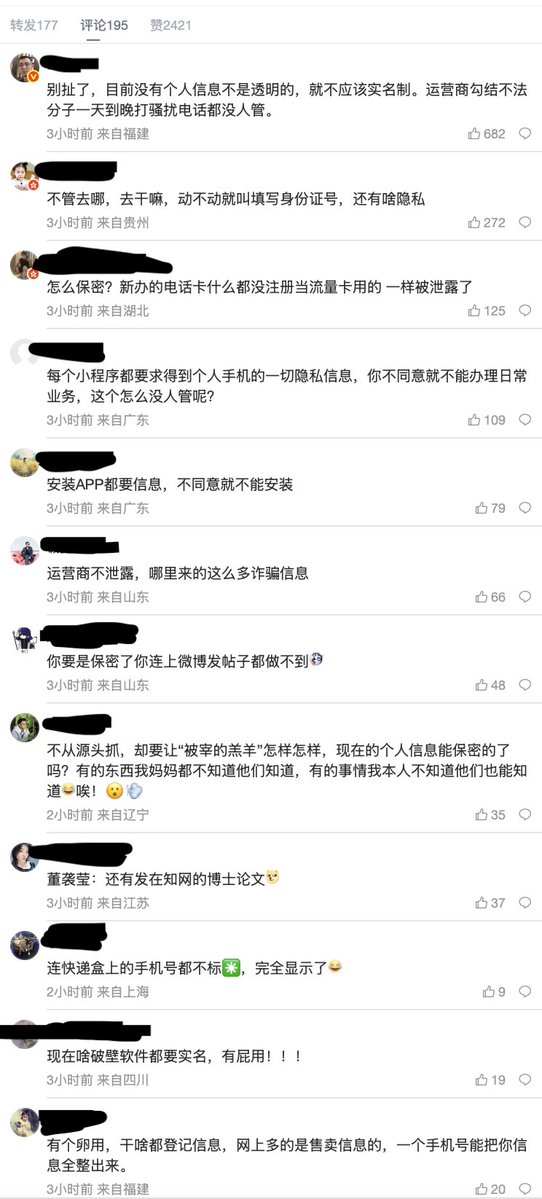 转发177 评论195 赞2421
别扯了，目前没有个人信息不是透明的，就不应该实名制。运营商勾结不法
分子一天到晚打骚扰电话都没人管。
3小时前 来自福建 682
不管去哪，去干嘛，动不动就叫填写身份证号，还有啥隐私
3小时前 来自贵州 272
怎么保密？新办的电话卡什么都没注册当流量卡用的 一样被泄露了
3小时前 来自湖北 125
每个小程序都要求得到个人手机的一切隐私信息，你不同意就不能办理日常
业务，这个怎么没人管呢？
3小时前 来自广东 109
安装APP都要信息，不同意就不能安装
3小时前 来自广东 79
运营商不泄露，哪里来的这么多诈骗信息
3小时前 来自山东 66
你要是保密了你连上微博发帖子都做不到
3小时前 来自山东 48
不从源头抓，却要让“被宰的羔羊”怎样怎样，现在的个人信息能保密的了
吗？有的东西我妈妈都不知道他们知道，有的事情我本人不知道他们也能知
道😂唉！😮💨
2小时前 来自辽宁 35
董袭莹：还有发在知网的博士论文
3小时前 来自江苏 37
连快递盒上的手机号都不标✳️，完全显示了😂
2小时前 来自上海 9
现在啥破壁软件都要实名，有屁用！！！
3小时前 来自四川 19
有个卵用，干啥都登记信息，网上多的是售卖信息的，一个手机号能把你信
息全整出来。
3小时前 来自福建 20